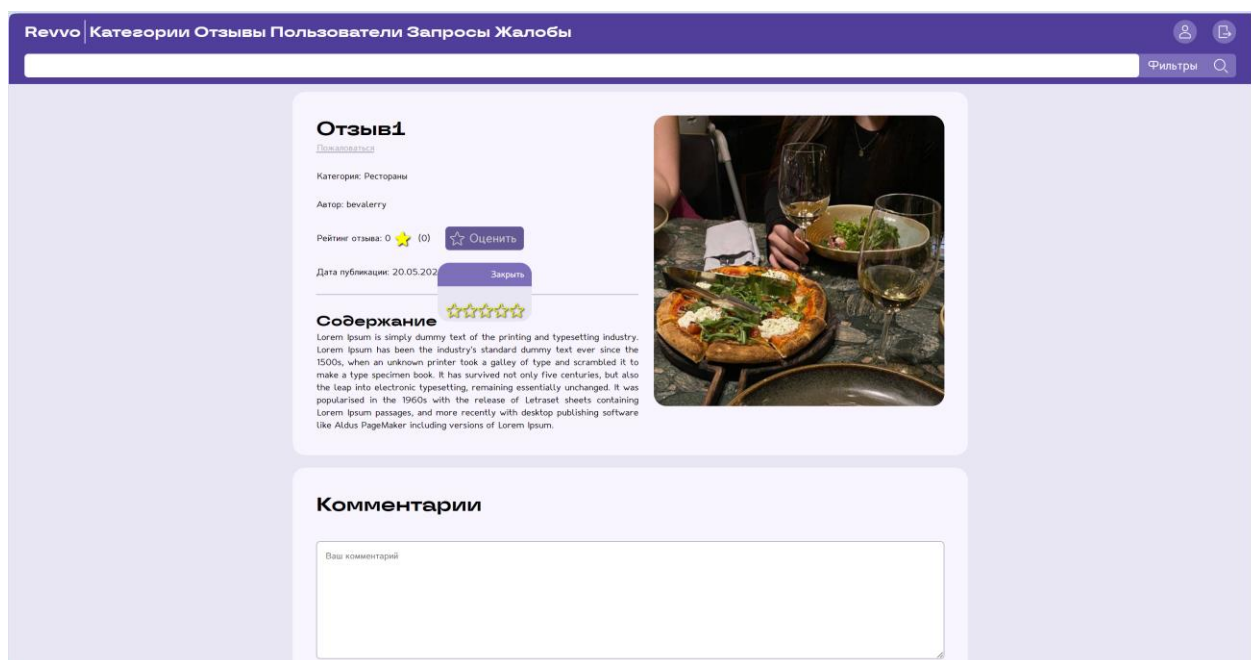 Revvo Категории Отзывы Пользователи Запросы Жалобы
Фильтры
Отзыв1
Пожаловаться
Категория: Рестораны
Автор: bevalerry
Рейтинг отзыва: 0 (0) Оценить
Дата публикации: 20.05.202
Закрыть
Содержание
Lorem Ipsum is simply dummy text of the printing and typesetting industry.
Lorem Ipsum has been the industry's standard dummy text ever since the
1500s, when an unknown printer took a galley of type and scrambled it to
make a type specimen book. It has survived not only five centuries, but also
the leap into electronic typesetting, remaining essentially unchanged. It was
popularised in the 1960s with the release of Letraset sheets containing
Lorem Ipsum passages, and more recently with desktop publishing software
like Aldus PageMaker including versions of Lorem Ipsum.
Комментарии
Ваш комментарий